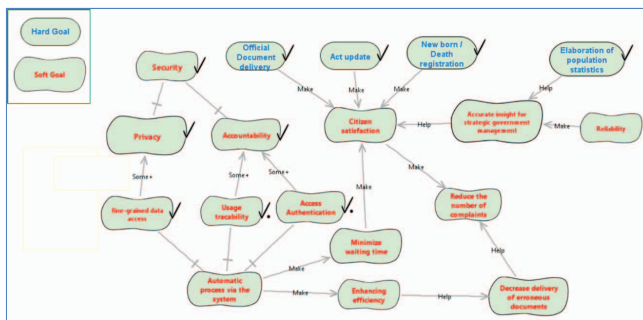 Hard Goal
Soft Goal
Official
Document
delivery
Act update
New born /
Death
registration
Elaboration of
population
statistics
Security
Make
Make
Make
Help
Privacy
Accountability
Citizen
satisfaction
Help
Accurate insight for
strategic government
management
Make
Reliability
Some+
Some+
Some+
Make
Make
Fine-grained data
access
Usage
tracability
Access
Authentication
Reduce the
number of
complaints
Minimize
waiting time
Make
Help
Automatic
process via the
system
Make
Enhancing
efficiency
Help
Decrease delivery
of erroneous
documents